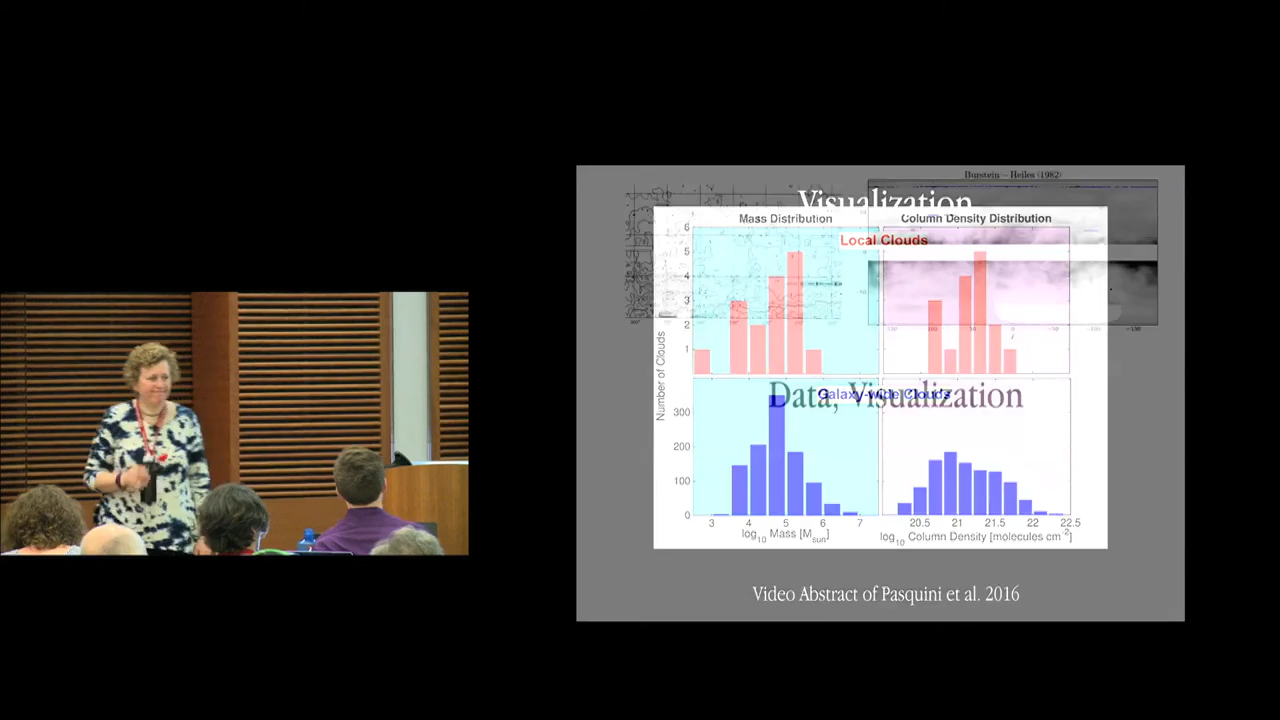 Burstein – Heiles (1982)
Visualization
Mass Distribution
Column Density Distribution
Local Clouds
6
5
4
3
2
1
Number of Clouds
Data, Visualization
Galaxy-wide Clouds
300
200
100
0
3 4 5 6 7
20.5 21 21.5 22 22.5
log10 Mass [Msun]
log10 Column Density [molecules cm-2]
Video Abstract of Pasquini et al. 2016